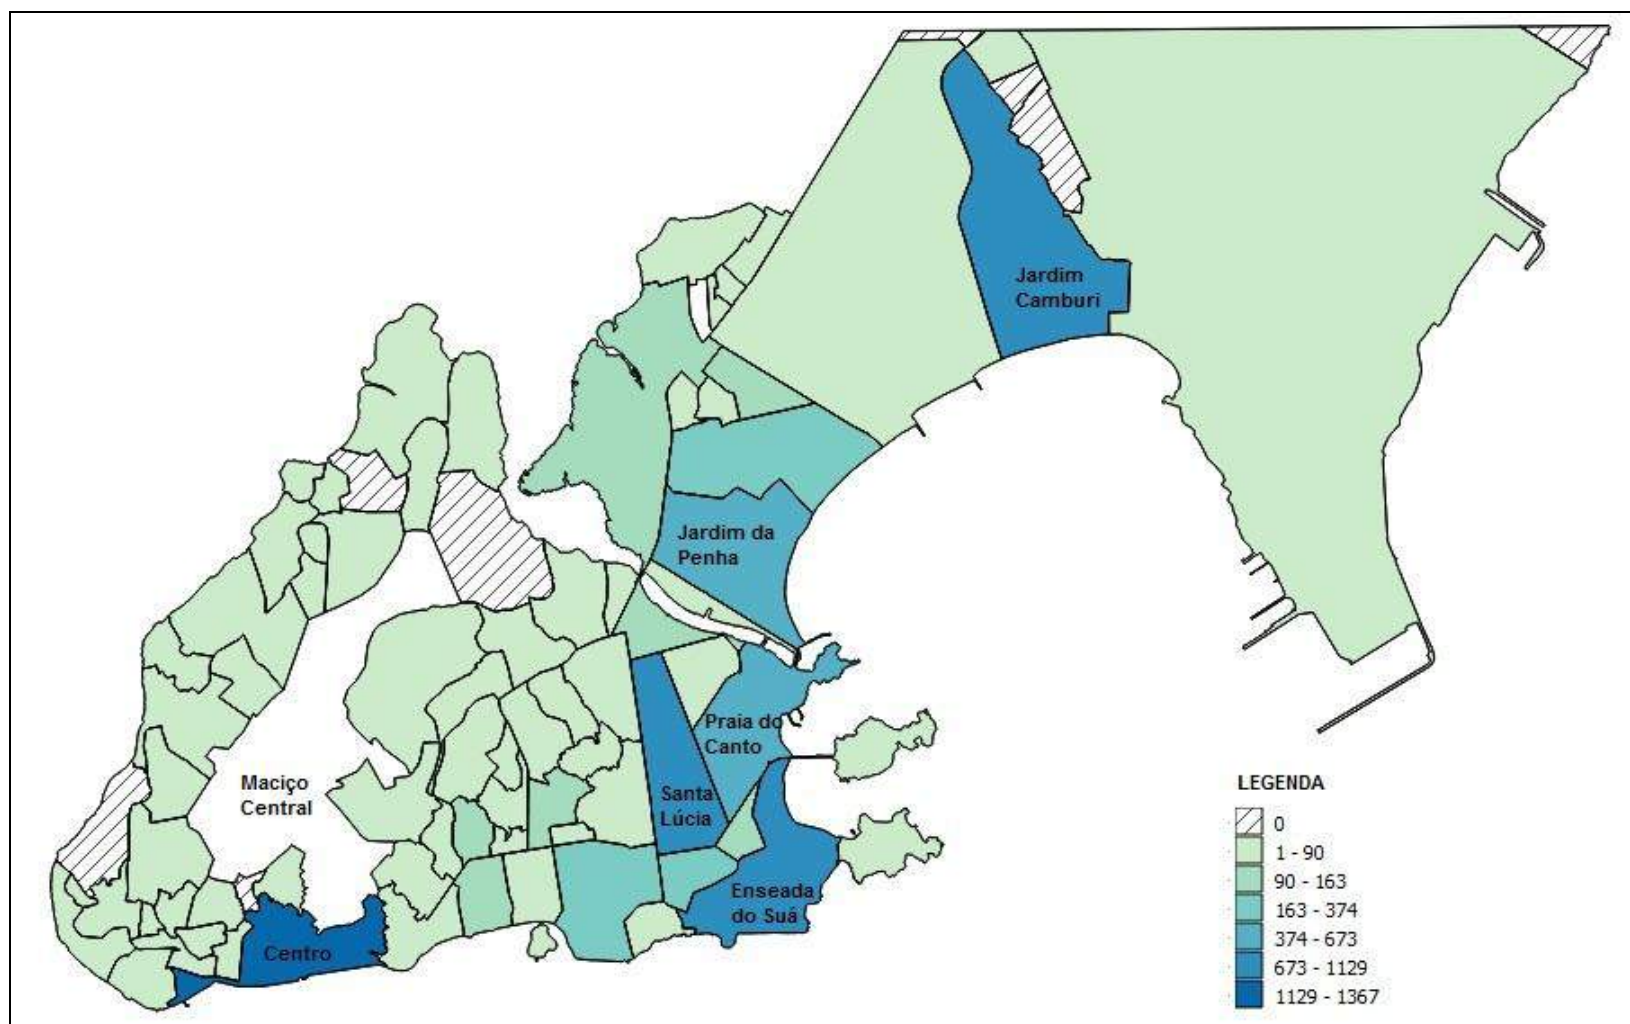 Jardim
Camburi
Jardim da
Penha
Praia do
Canto
Maciço
Central
Santa
Lúcia
Enseada
do Suá
Centro
LEGENDA
0
1 - 90
90 - 163
163 - 374
374 - 673
673 - 1129
1129 - 1367